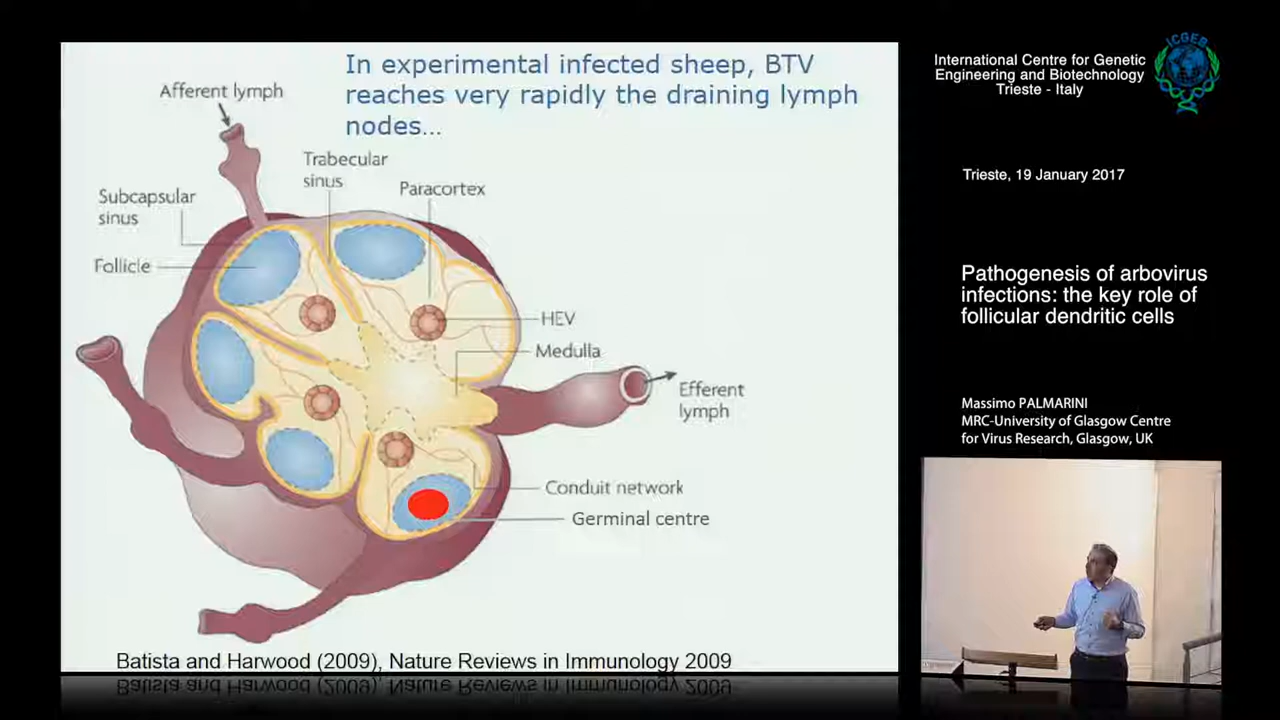 In experimental infected sheep, BTV
reaches very rapidly the draining lymph
nodes…
Afferent lymph
Trabecular
sinus
Paracortex
Subcapsular
sinus
Follicle
HEV
Medulla
Efferent
lymph
Conduit network
Germinal centre
Batista and Harwood (2009), Nature Reviews in Immunology 2009
International Centre for Genetic
Engineering and Biotechnology
Trieste - Italy
ICGEB
Trieste, 19 January 2017
Pathogenesis of arbovirus
infections: the key role of
follicular dendritic cells
Massimo PALMARINI
MRC-University of Glasgow Centre
for Virus Research, Glasgow, UK